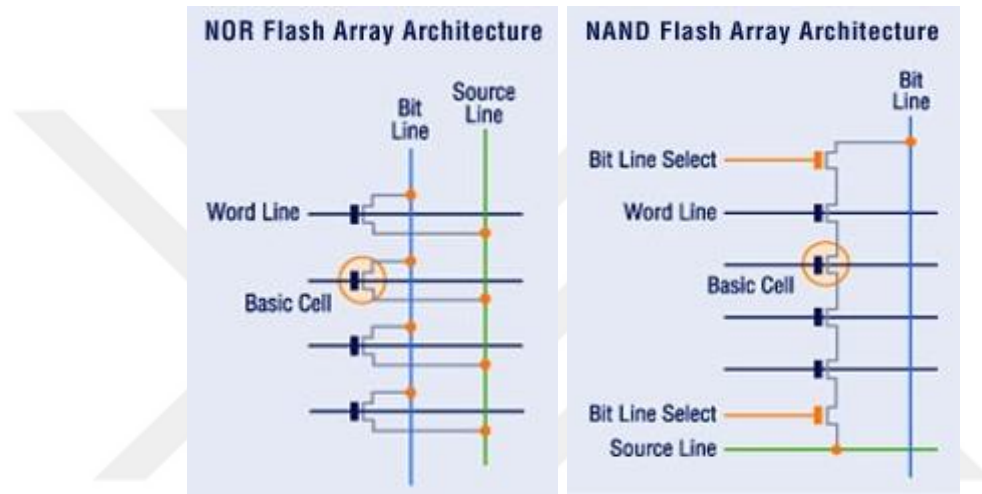 NOR Flash Array Architecture
Bit
Line
Source
Line
Word Line
Basic Cell
NAND Flash Array Architecture
Bit
Line
Bit Line Select
Word Line
Basic Cell
Bit Line Select
Source Line